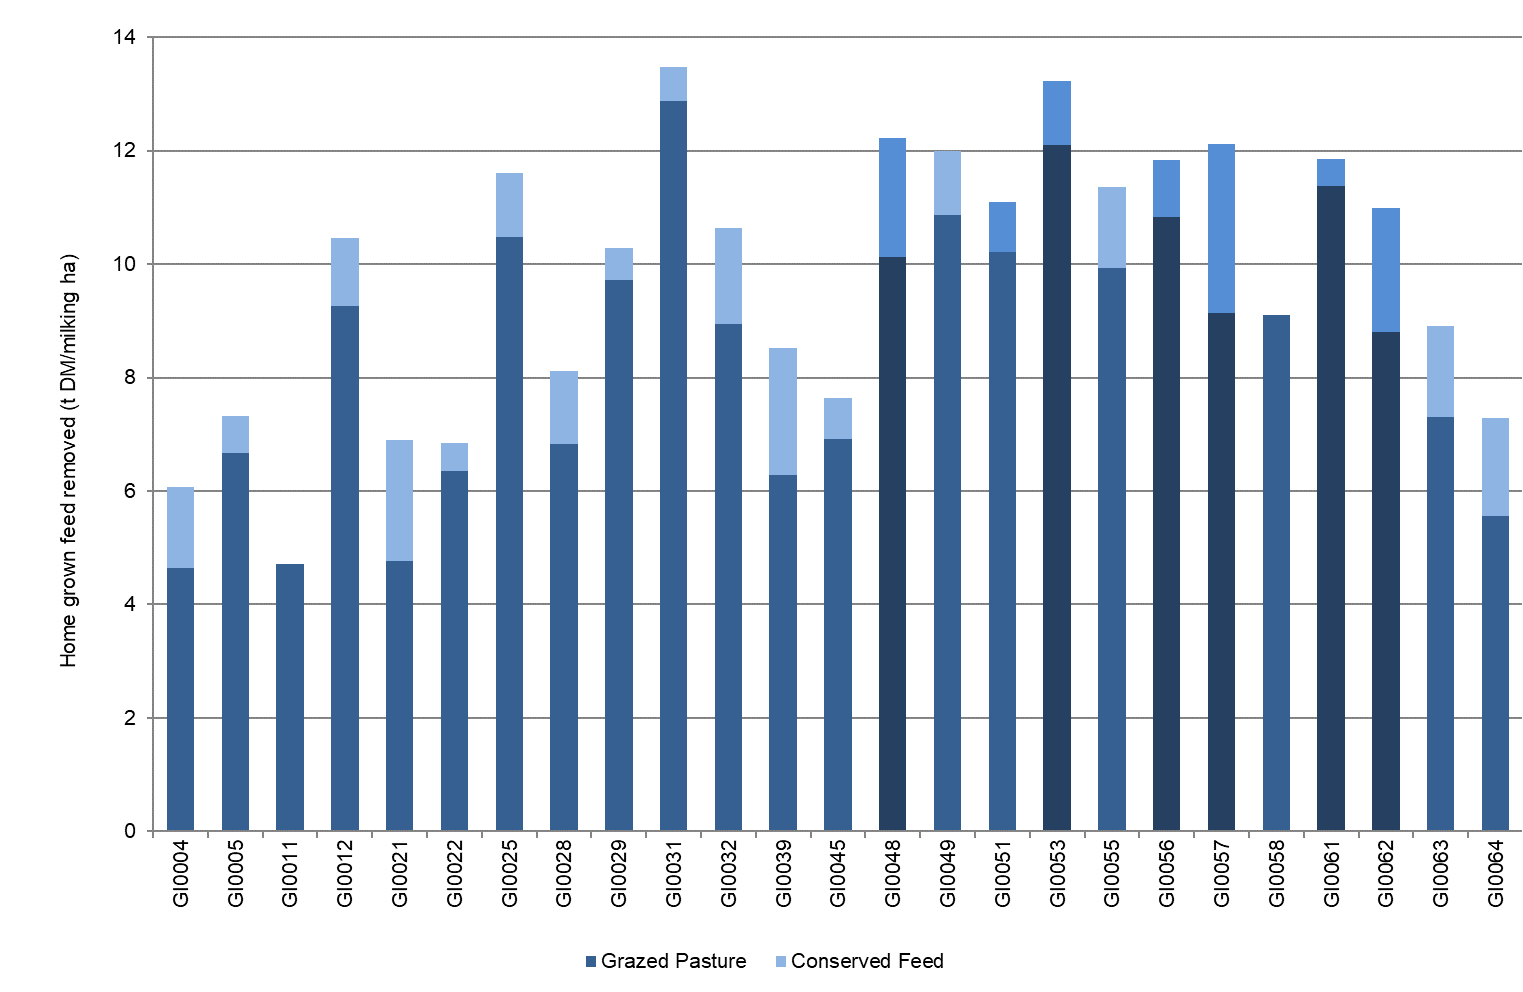 Home grown feed removed (t DM/milking ha)
14
12
10
8
6
4
2
0
GI0004
GI0005
GI0011
GI0012
GI0021
GI0022
GI0025
GI0028
GI0029
GI0031
GI0032
GI0039
GI0045
GI0048
GI0049
GI0051
GI0053
GI0055
GI0056
GI0057
GI0058
GI0061
GI0062
GI0063
GI0064
Grazed Pasture
Conserved Feed